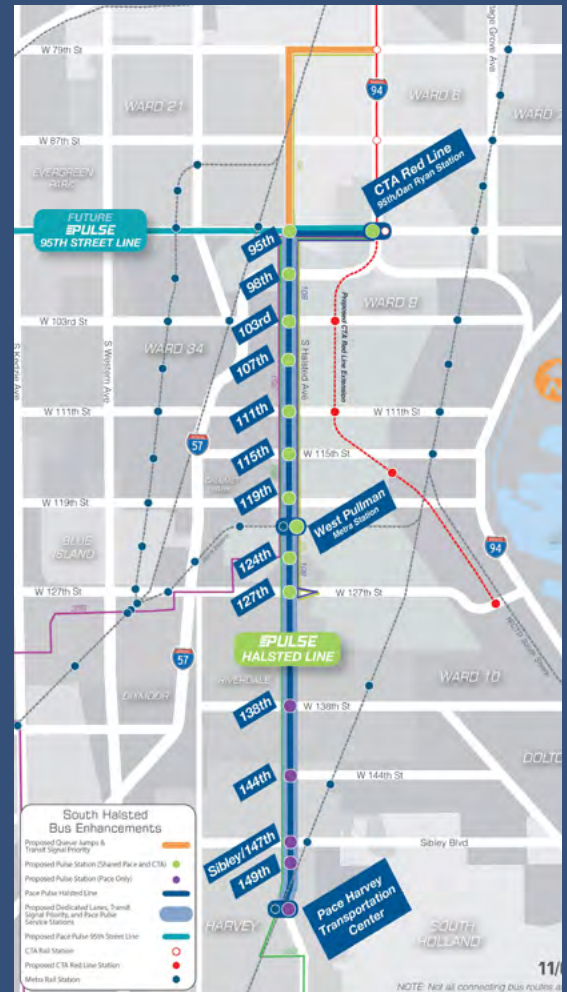 W 79th St
94
WARD 21
WARD 6
W 87th St
EVERGREEN
PARK
CTA Red Line
95th/Dan Ryan Station
FUTURE
PULSE
95TH STREET LINE
95th
98th
W 103rd St
103rd
WARD 34
WARD 9
S Kedzie Ave
S Western Ave
S Halsted Ave
Proposed CTA Red Line Extension
107th
111th
W 111th St
57
115th
W 115th St
W 119th St
119th
West Pullman
Metra Station
BLUE
ISLAND
124th
94
W 127th St
127th
W 127th St
PULSE
HALSTED LINE
57
DIXMOOR
RIVERDALE
WARD 10
138th
W 138th St
144th
W 144th St
DOLTO
Sibley/147th
Sibley Blvd
149th
Pace Harvey
Transportation
Center
HARVEY
SOUTH
HOLLAND
South Halsted
Bus Enhancements
Proposed Queue Jumps &
Transit Signal Priority
Proposed Pulse Station (Shared Pace and CTA)
Proposed Pulse Station (Pace Only)
Pace Pulse Halsted Line
Proposed Dedicated Lanes, Transit
Signal Priority, and Pace Pulse
Service Stations
Proposed Pace Pulse 95th Street Line
CTA Rail Station
Proposed CTA Red Line Station
Metra Rail Station
11/
NOTE: Not all connecting bus routes a